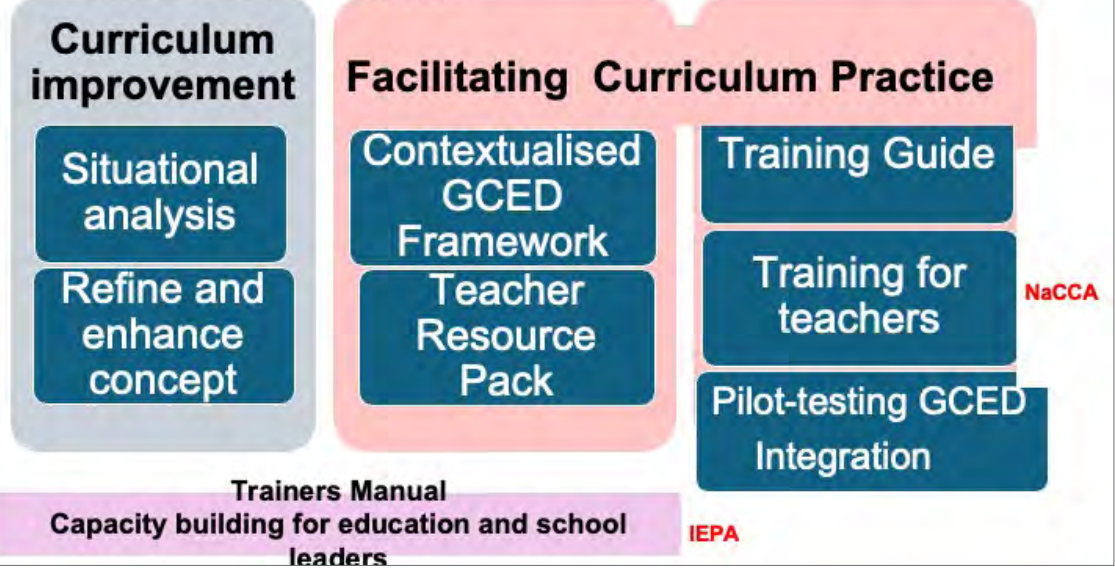 Curriculum
improvement
Situational
analysis
Refine and
enhance
concept
Facilitating Curriculum Practice
Contextualised
GCED
Framework
Teacher
Resource
Pack
Training Guide
Training for
teachers
Pilot-testing GCED
Integration
NaCCA
Trainers Manual
Capacity building for education and school
leaders
IEPA